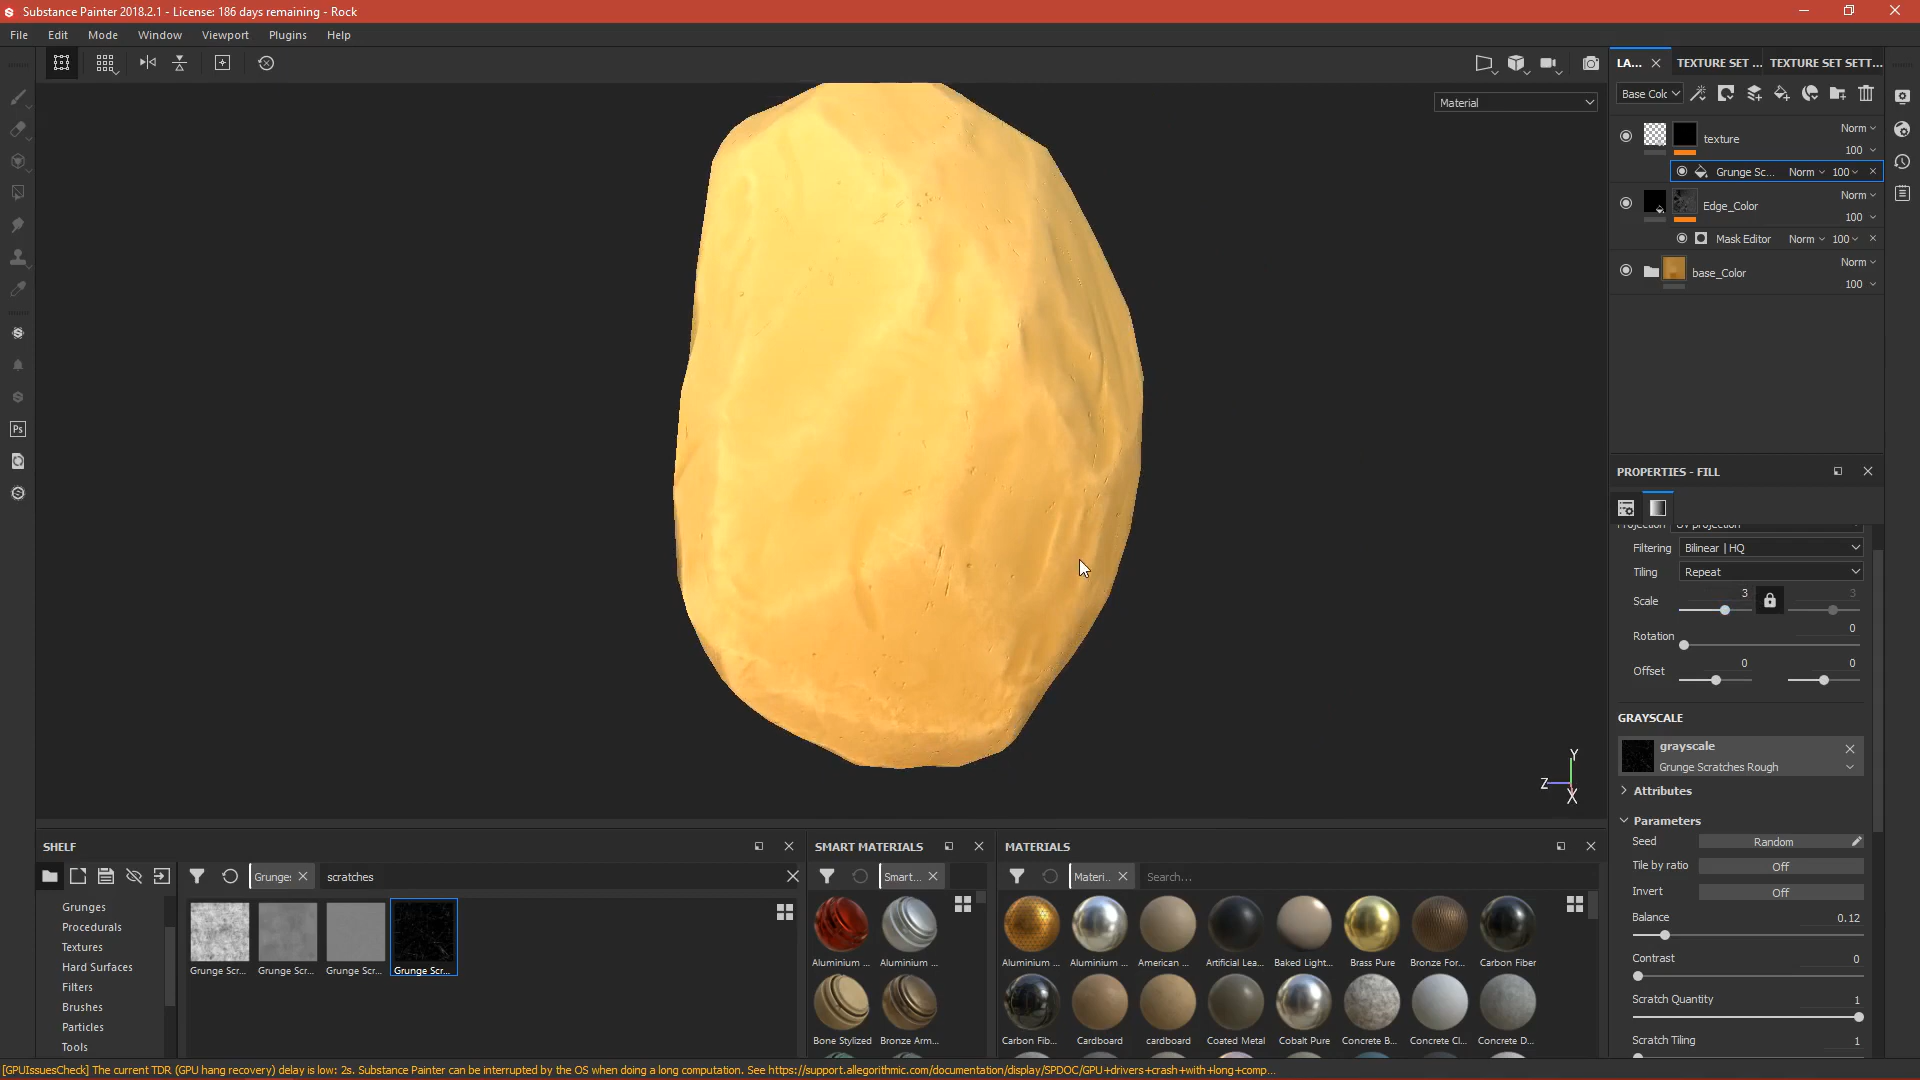 Substance Painter 2018.2.1 - License: 186 days remaining - Rock
File Edit Mode Window Viewport Plugins Help
Material
LA... TEXTURE SET ... TEXTURE SET SETT...
Base Colc
texture Norm
100
Grunge Sc... Norm 100
Edge_Color Norm
100
Mask Editor Norm 100
base_Color Norm
100
PROPERTIES - FILL
Projection UV projection
Filtering Bilinear | HQ
Tiling Repeat
Scale 3 3
Rotation 0
Offset 0 0
GRAYSCALE
grayscale
Grunge Scratches Rough
Attributes
Parameters
Seed Random
Tile by ratio Off
Invert Off
Balance 0.12
Contrast 0
Scratch Quantity 1
Scratch Tiling 1
Ps
Y
Z
X
SHELF
Grunge: scratches
Grunges
Procedurals
Textures
Hard Surfaces
Filters
Brushes
Particles
Tools
Grunge Scr... Grunge Scr... Grunge Scr... Grunge Scr...
SMART MATERIALS
Smart...
Aluminium ... Aluminium ...
Bone Stylized Bronze Arm...
MATERIALS
Materi.. Search...
Aluminium ... Aluminium ... American ... Artificial Lea... Baked Light... Brass Pure Bronze For... Carbon Fiber
Carbon Fib... Cardboard cardboard Coated Metal Cobalt Pure Concrete B... Concrete Cl... Concrete D...
[GPUIssuesCheck] The current TDR (GPU hang recovery) delay is low: 2s. Substance Painter can be interrupted by the OS when doing a long computation. See https://support.allegorithmic.com/documentation/display/SPDOC/GPU+drivers+crash+with+long+comp...